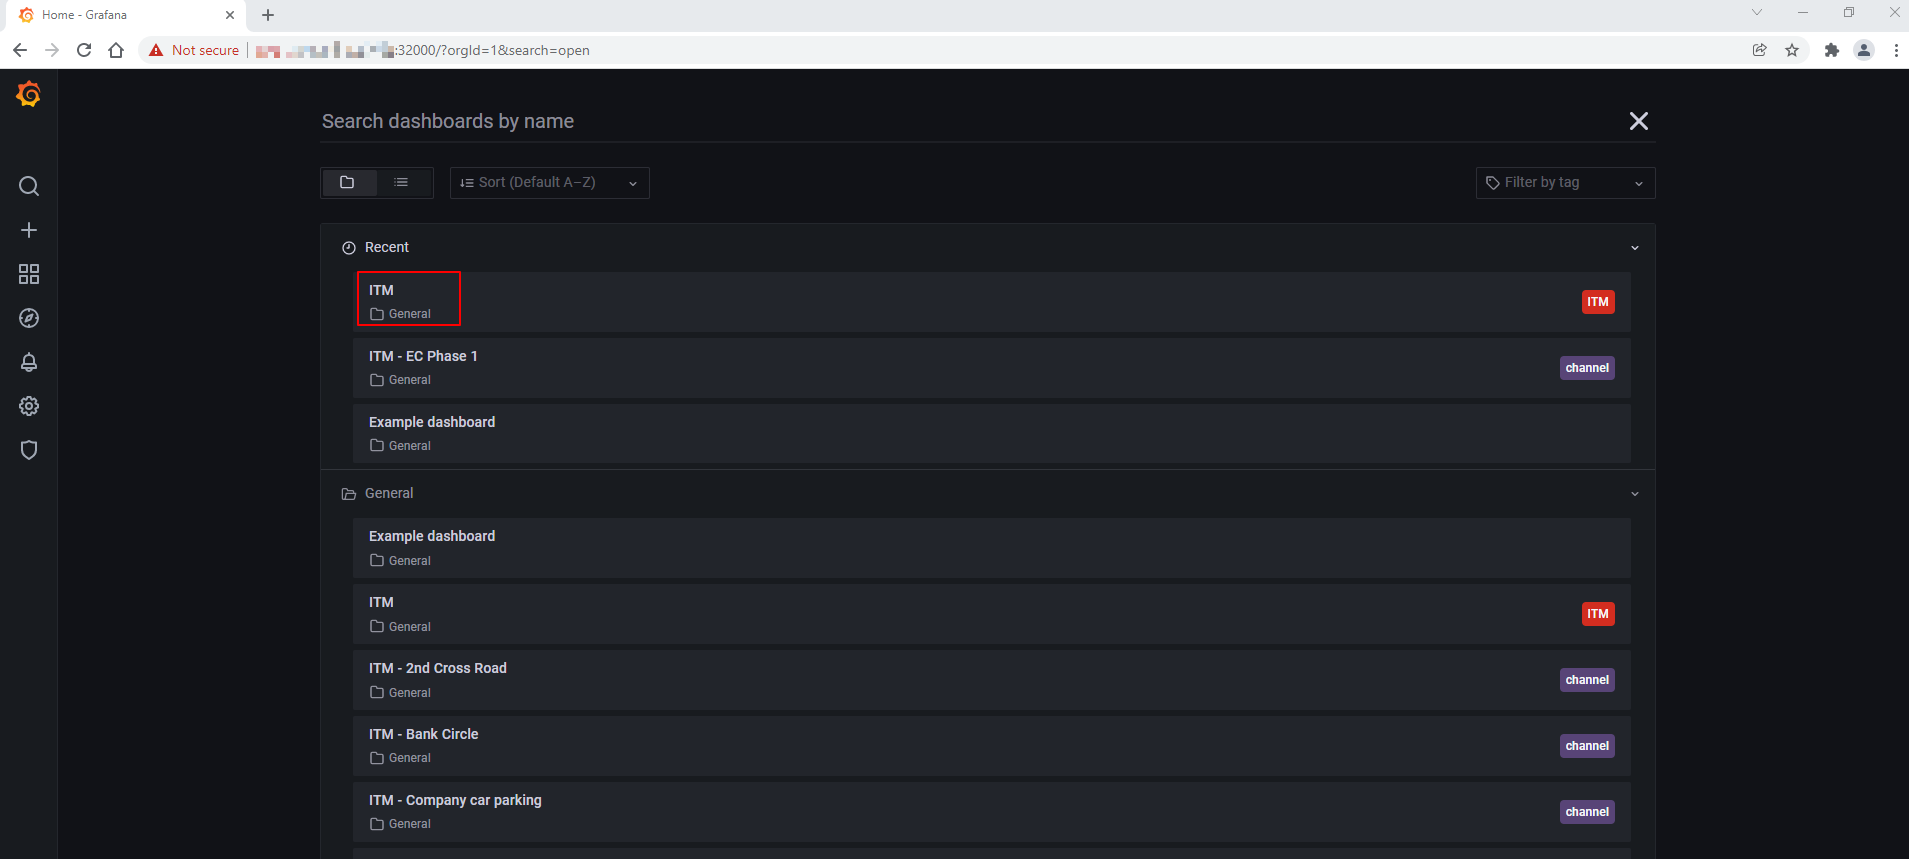 Home - Grafana
Not secure
:32000/?orgId=1&search=open
Search dashboards by name
Sort (Default A–Z)
Filter by tag
Recent
ITM
General
ITM
ITM - EC Phase 1
General
channel
Example dashboard
General
General
Example dashboard
General
ITM
General
ITM
ITM - 2nd Cross Road
General
channel
ITM - Bank Circle
General
channel
ITM - Company car parking
General
channel